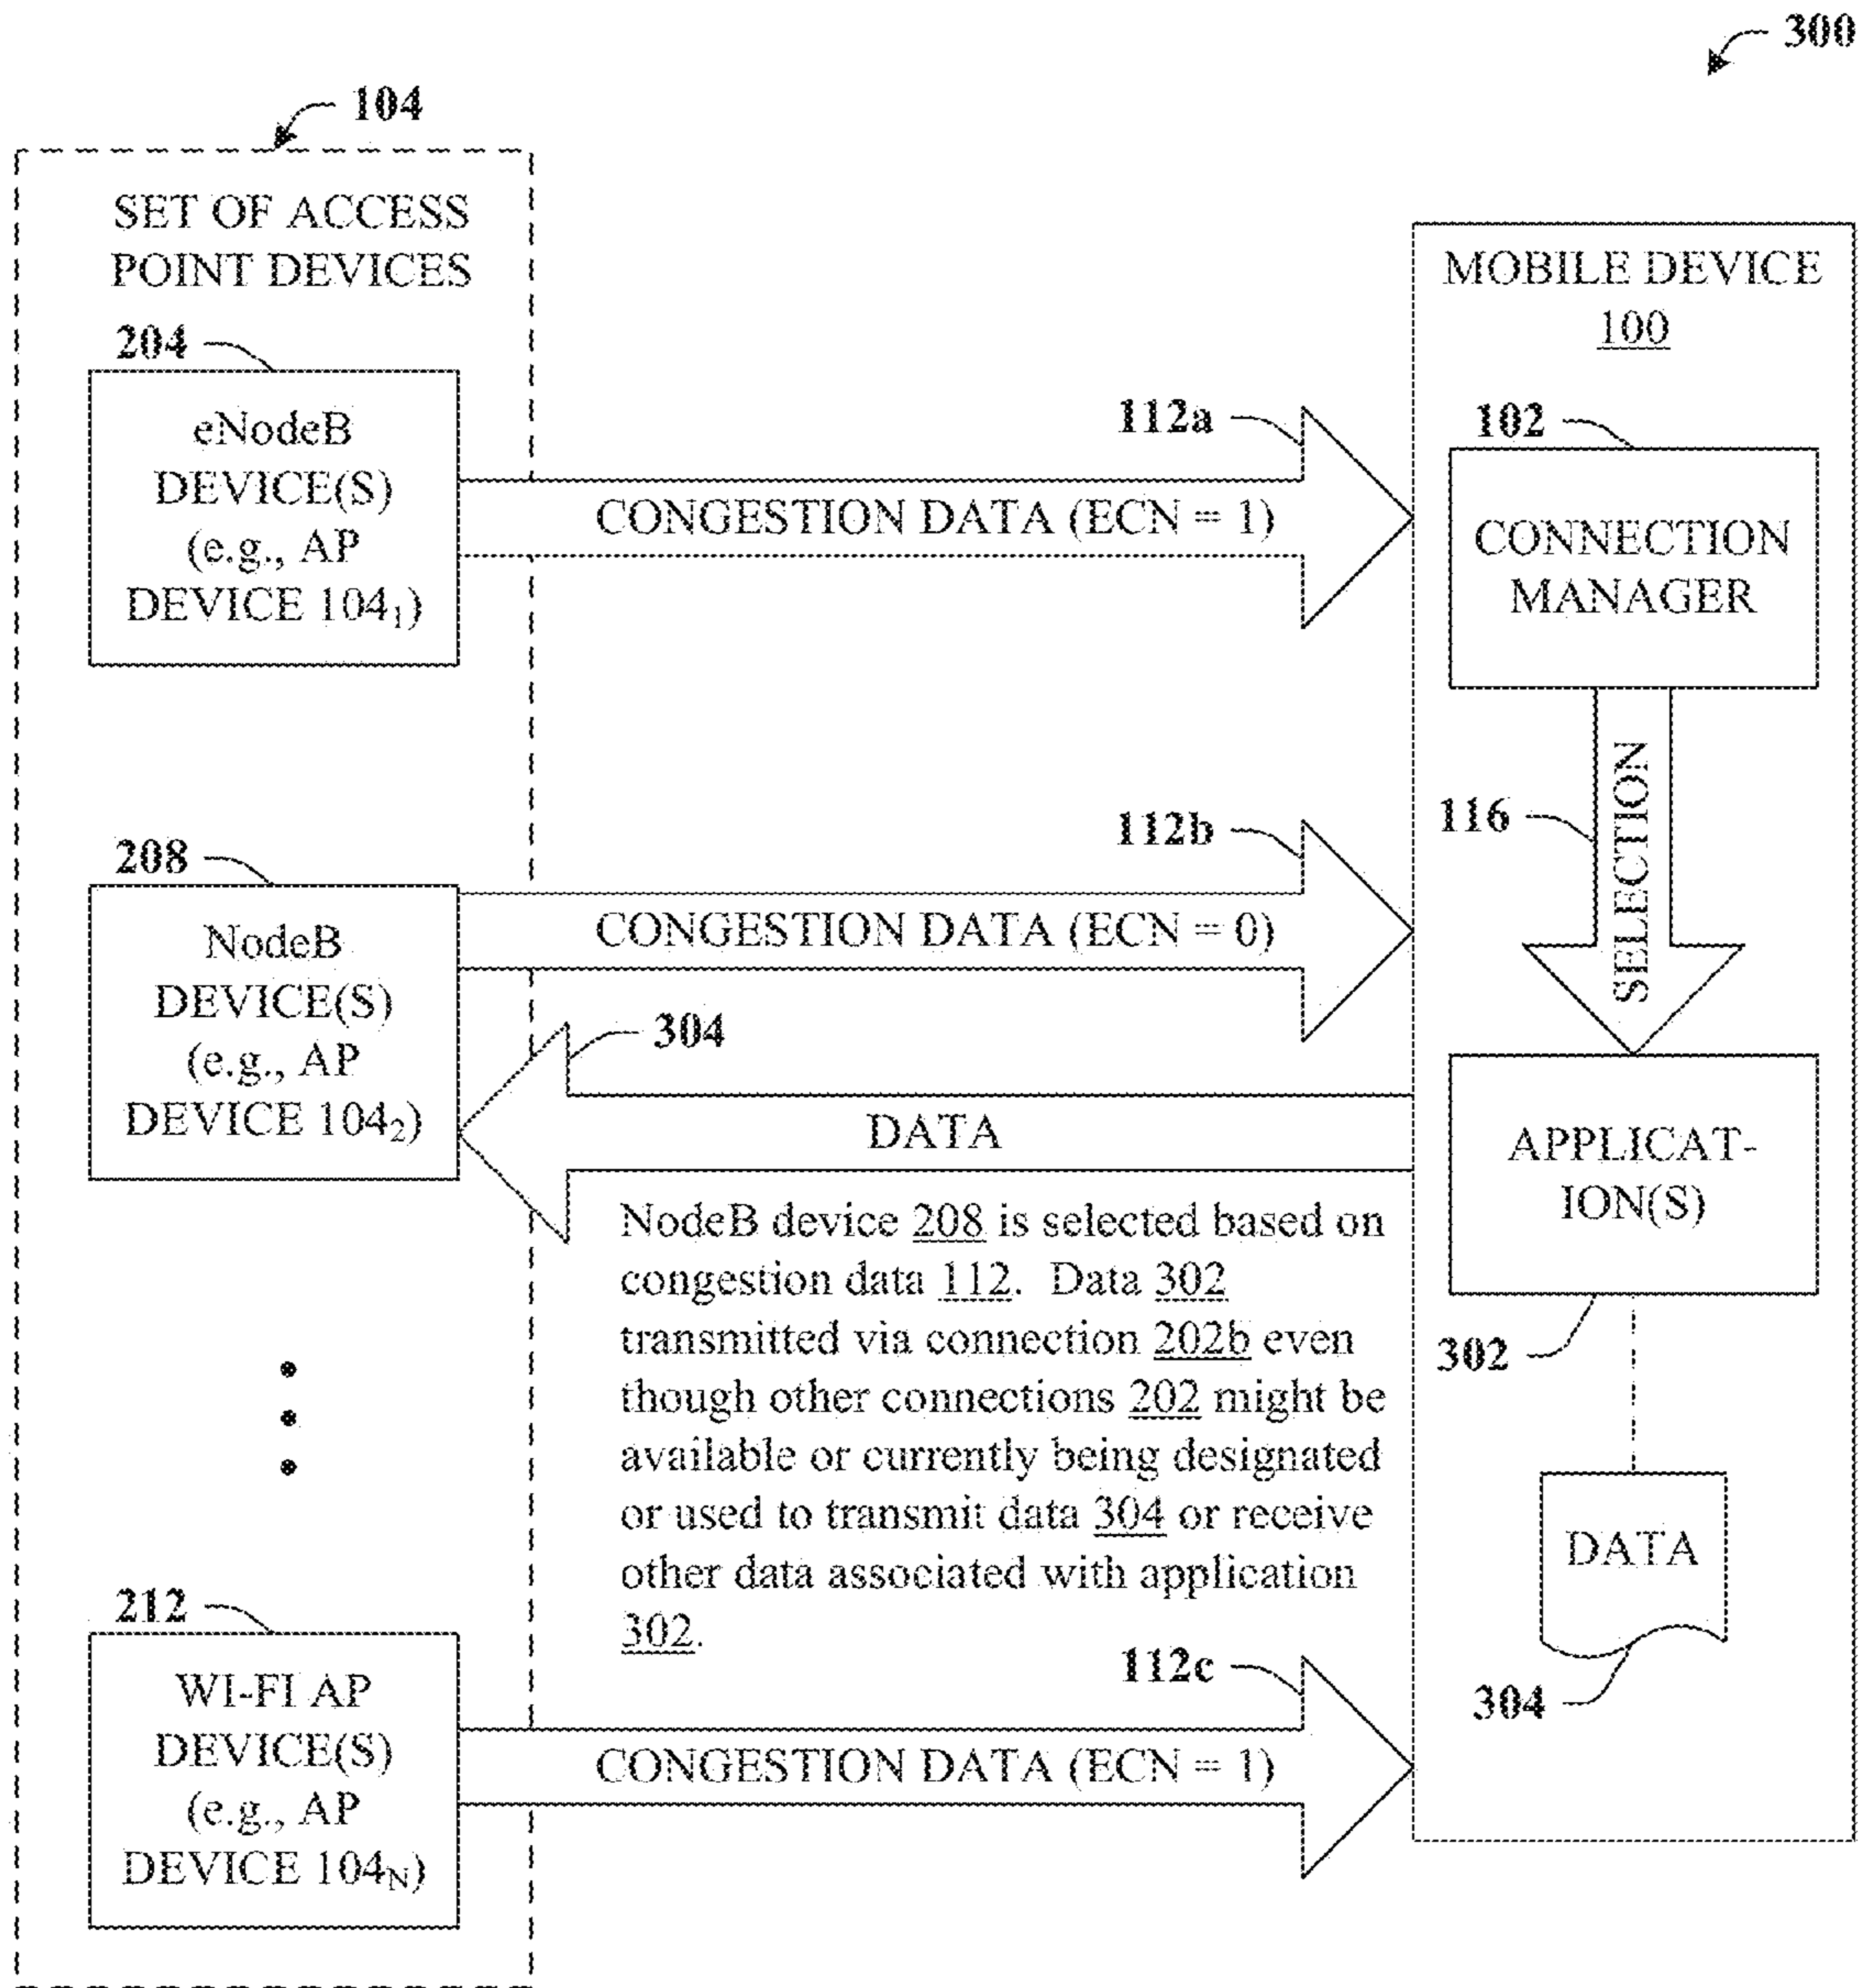 300
104
SET OF ACCESS
POINT DEVICES
204
eNodeB
DEVICE(S)
(e.g., AP
DEVICE 104₁)
112a
CONGESTION DATA (ECN = 1)
MOBILE DEVICE
100
102
CONNECTION
MANAGER
116
SELECTION
208
NodeB
DEVICE(S)
(e.g., AP
DEVICE 104₂)
112b
CONGESTION DATA (ECN = 0)
304
DATA
APPLICAT-
ION(S)
302
NodeB device 208 is selected based on
congestion data 112. Data 302
transmitted via connection 202b even
though other connections 202 might be
available or currently being designated
or used to transmit data 304 or receive
other data associated with application
302.
DATA
304
212
WI-FI AP
DEVICE(S)
(e.g., AP
DEVICE 104N)
112c
CONGESTION DATA (ECN = 1)